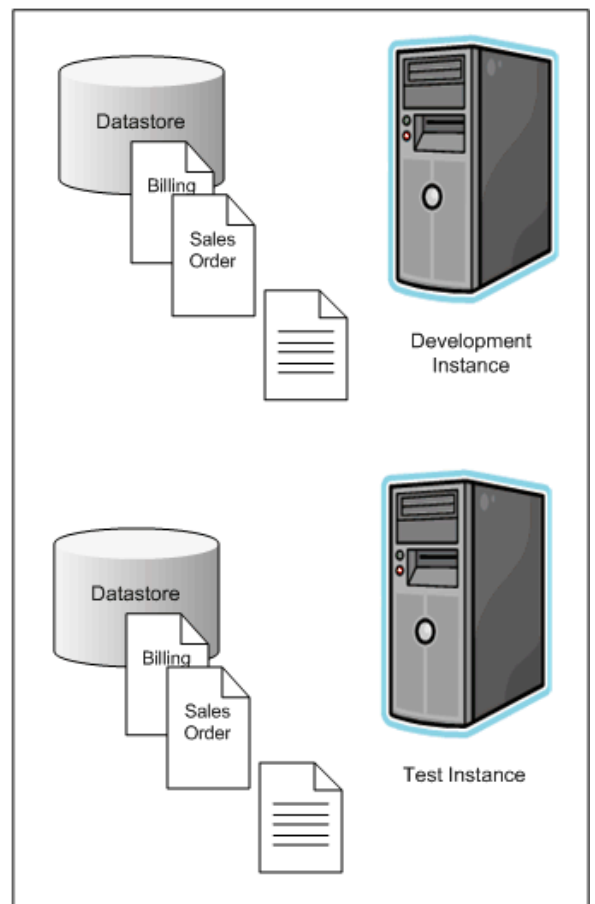 Datastore
Billing
Sales
Order
Development
Instance
Datastore
Billing
Sales
Order
Test Instance